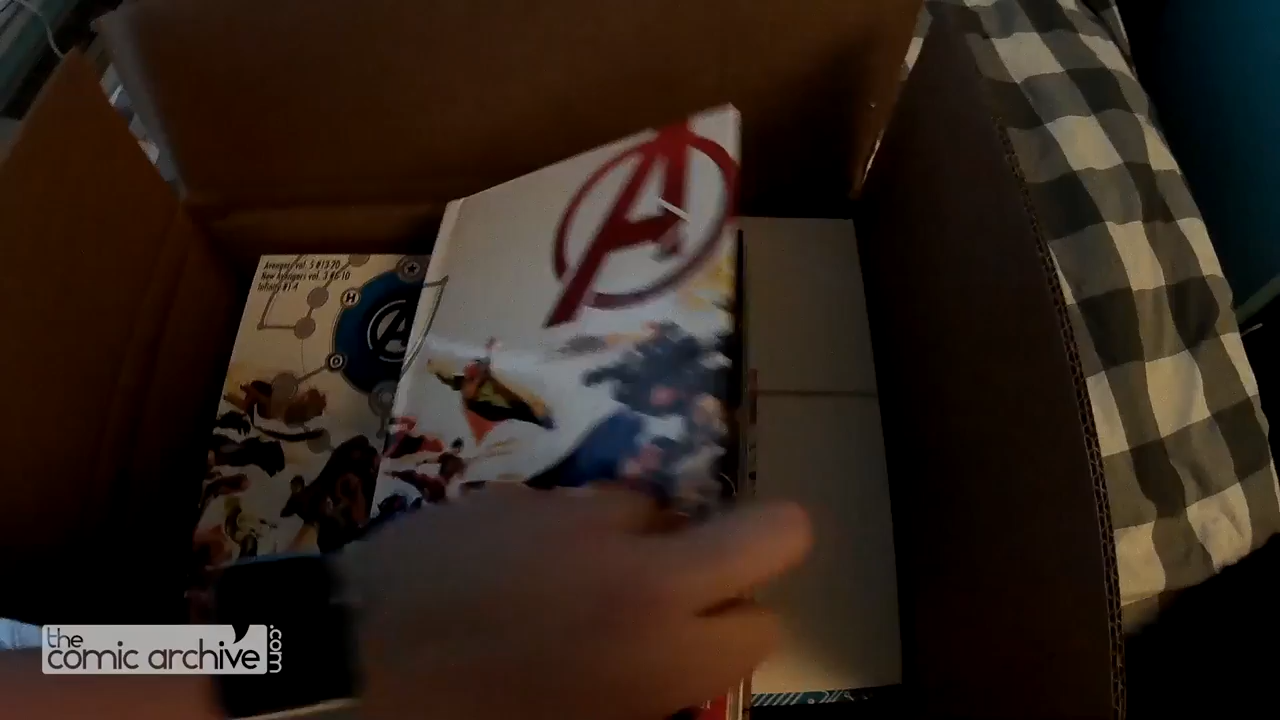 Avengers vol. 5 #13-20
New Avengers vol. 3 #6-10
Infinity #1-4
A
H
A
O
the
comic archive
.com